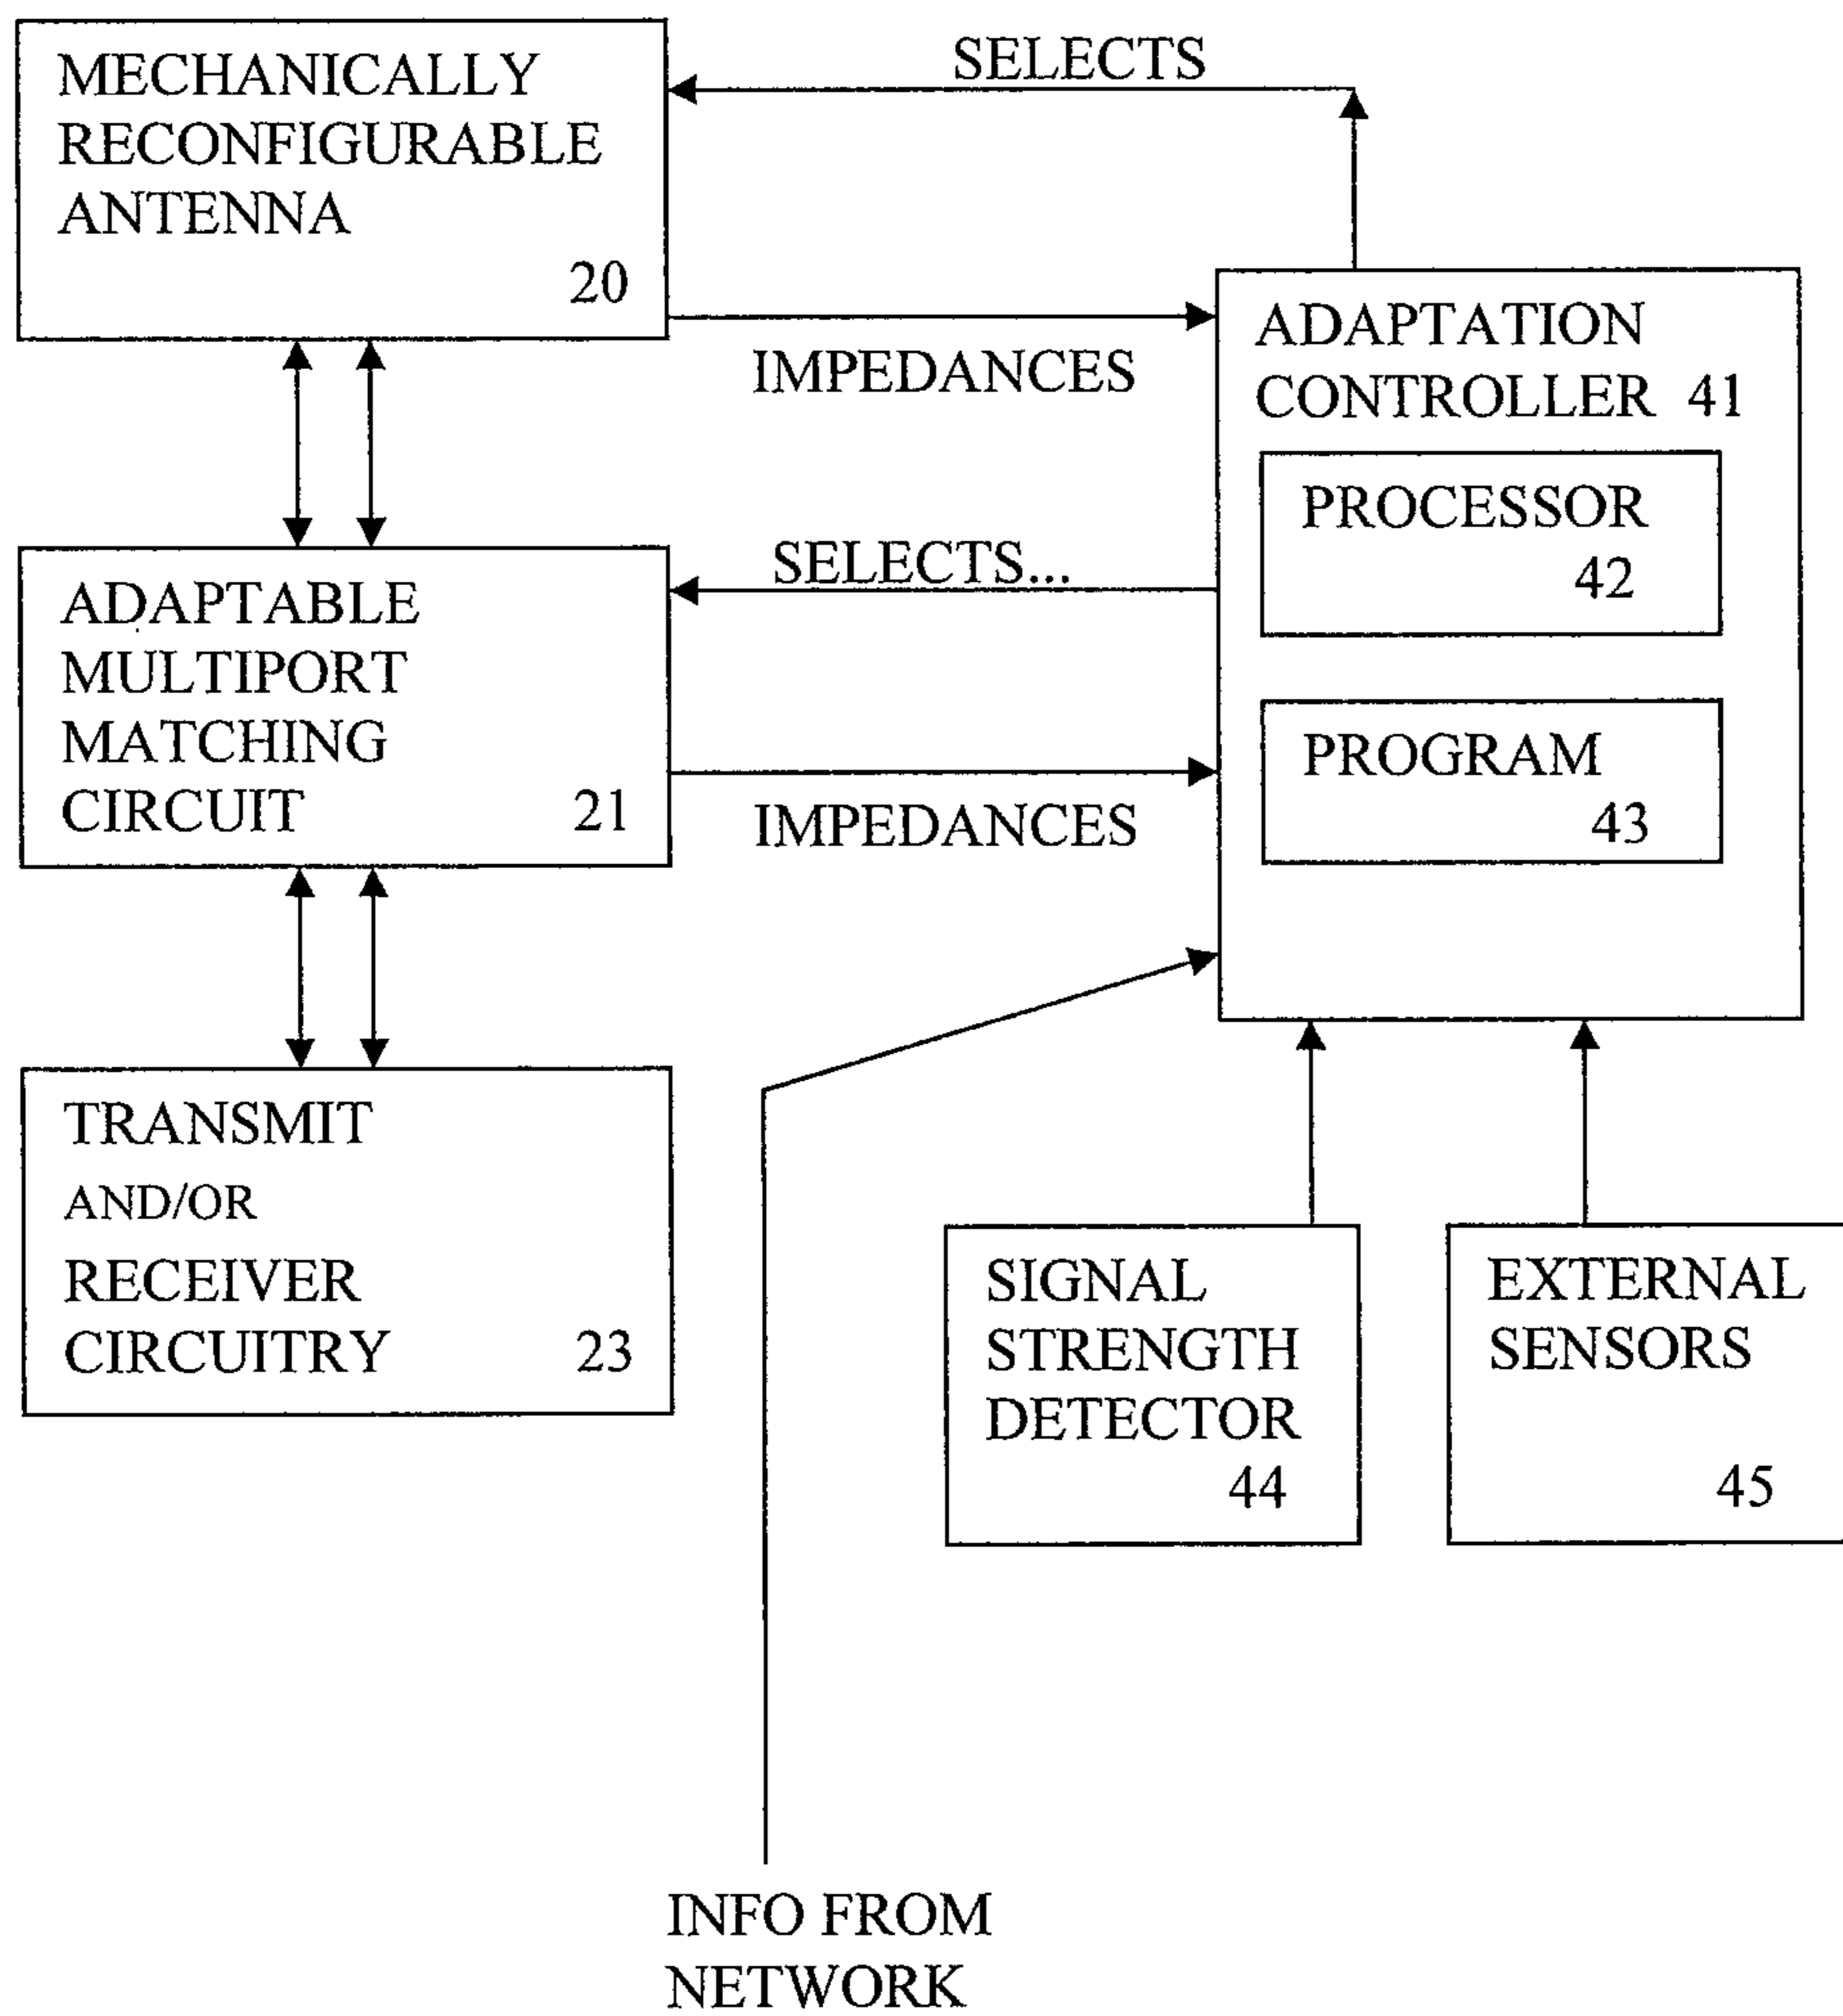 MECHANICALLY
RECONFIGURABLE
ANTENNA
20
SELECTS
IMPEDANCES
ADAPTATION
CONTROLLER 41
PROCESSOR
42
PROGRAM
43
ADAPTABLE
MULTIPORT
MATCHING
CIRCUIT 21
SELECTS...
IMPEDANCES
TRANSMIT
AND/OR
RECEIVER
CIRCUITRY 23
SIGNAL
STRENGTH
DETECTOR
44
EXTERNAL
SENSORS
45
INFO FROM
NETWORK